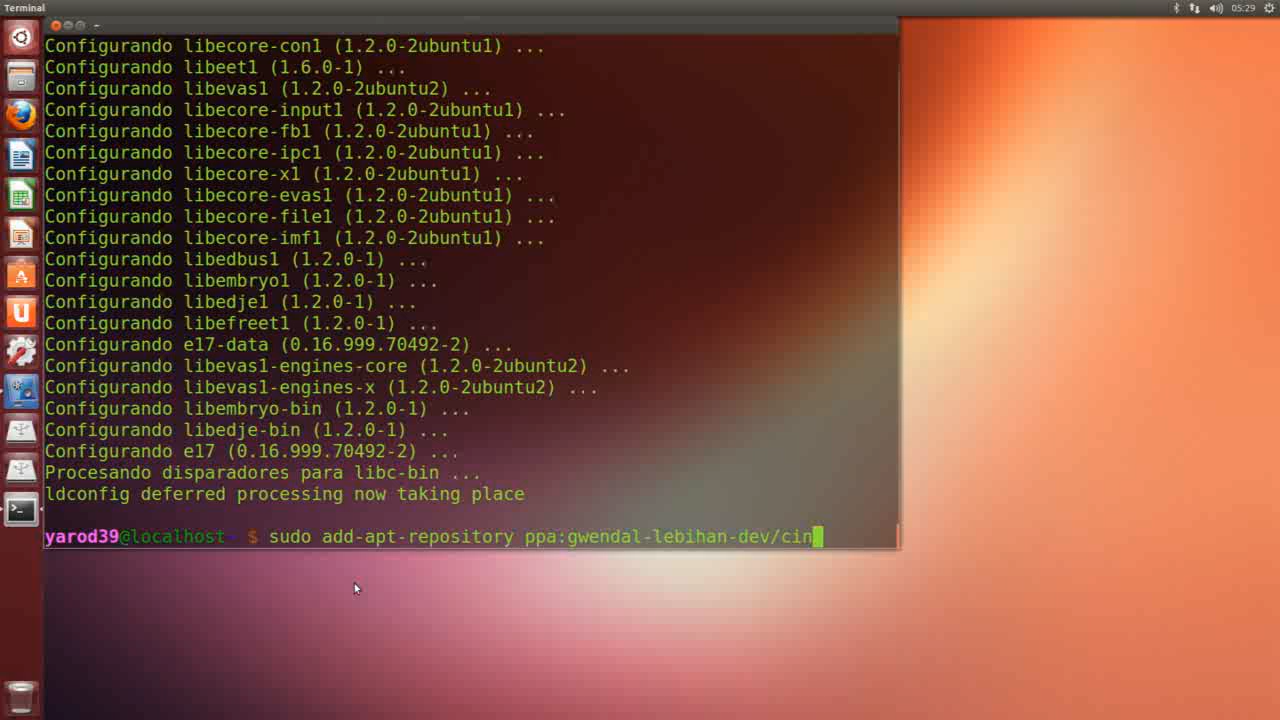 Terminal
05:29
Configurando libecore-con1 (1.2.0-2ubuntu1) ...
Configurando libeet1 (1.6.0-1) ...
Configurando libevas1 (1.2.0-2ubuntu2) ...
Configurando libecore-input1 (1.2.0-2ubuntu1) ...
Configurando libecore-fb1 (1.2.0-2ubuntu1) ...
Configurando libecore-ipc1 (1.2.0-2ubuntu1) ...
Configurando libecore-x1 (1.2.0-2ubuntu1) ...
Configurando libecore-evas1 (1.2.0-2ubuntu1) ...
Configurando libecore-file1 (1.2.0-2ubuntu1) ...
Configurando libecore-imf1 (1.2.0-2ubuntu1) ...
Configurando libedbus1 (1.2.0-1) ...
Configurando libembryo1 (1.2.0-1) ...
Configurando libedje1 (1.2.0-1) ...
Configurando libefreet1 (1.2.0-1) ...
Configurando e17-data (0.16.999.70492-2) ...
Configurando libevas1-engines-core (1.2.0-2ubuntu2) ...
Configurando libevas1-engines-x (1.2.0-2ubuntu2) ...
Configurando libembryo-bin (1.2.0-1) ...
Configurando libedje-bin (1.2.0-1) ...
Configurando e17 (0.16.999.70492-2) ...
Procesando disparadores para libc-bin ...
ldconfig deferred processing now taking place
yarod39@localhost~ $ sudo add-apt-repository ppa:gwendal-lebihan-dev/cin